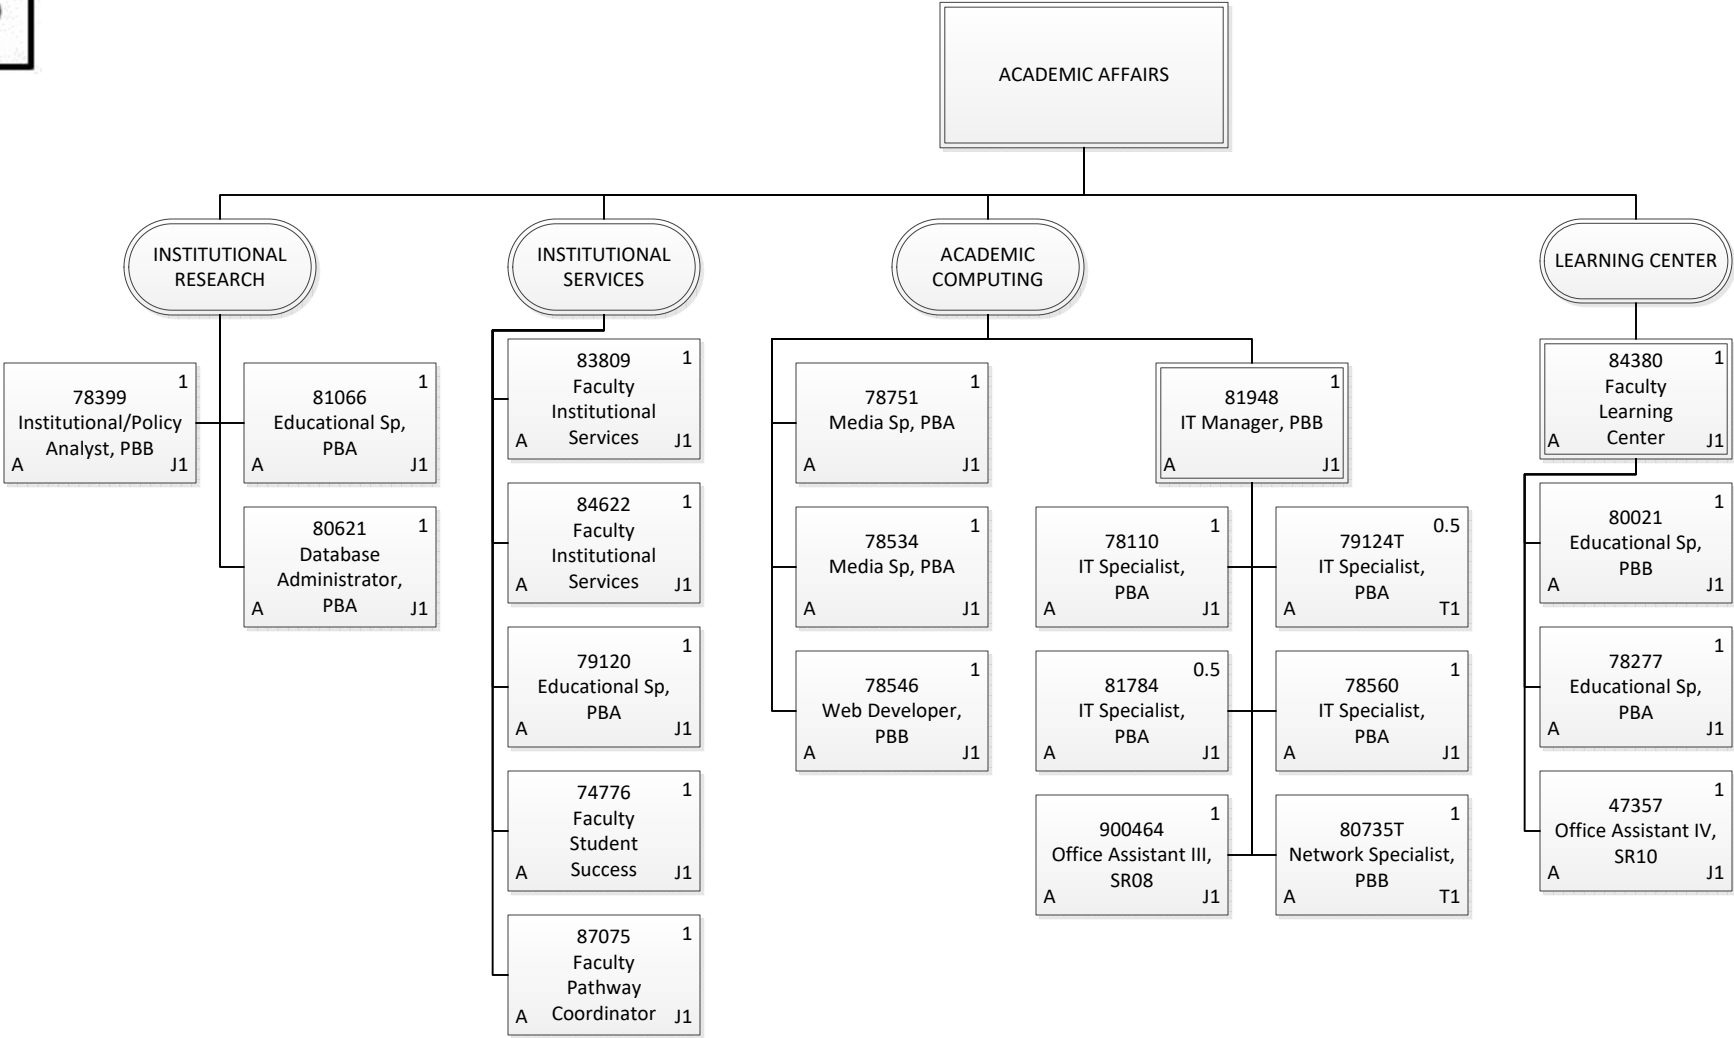 ACADEMIC AFFAIRS
INSTITUTIONAL
RESEARCH
1
78399
Institutional/Policy
Analyst, PBB
A
J1
1
81066
Educational Sp,
PBA
A
J1
1
80621
Database
Administrator,
PBA
A
J1
INSTITUTIONAL
SERVICES
1
83809
Faculty
Institutional
Services
A
J1
1
84622
Faculty
Institutional
Services
A
J1
1
79120
Educational Sp,
PBA
A
J1
1
74776
Faculty
Student
Success
A
J1
1
87075
Faculty
Pathway
Coordinator
A
J1
ACADEMIC
COMPUTING
1
78751
Media Sp, PBA
A
J1
1
78534
Media Sp, PBA
A
J1
1
78546
Web Developer,
PBB
A
J1
1
81948
IT Manager, PBB
A
J1
1
78110
IT Specialist,
PBA
A
J1
0.5
79124T
IT Specialist,
PBA
A
T1
0.5
81784
IT Specialist,
PBA
A
J1
1
78560
IT Specialist,
PBA
A
J1
1
900464
Office Assistant III,
SR08
A
J1
1
80735T
Network Specialist,
PBB
A
T1
LEARNING CENTER
1
84380
Faculty
Learning
Center
A
J1
1
80021
Educational Sp,
PBB
A
J1
1
78277
Educational Sp,
PBA
A
J1
1
47357
Office Assistant IV,
SR10
A
J1